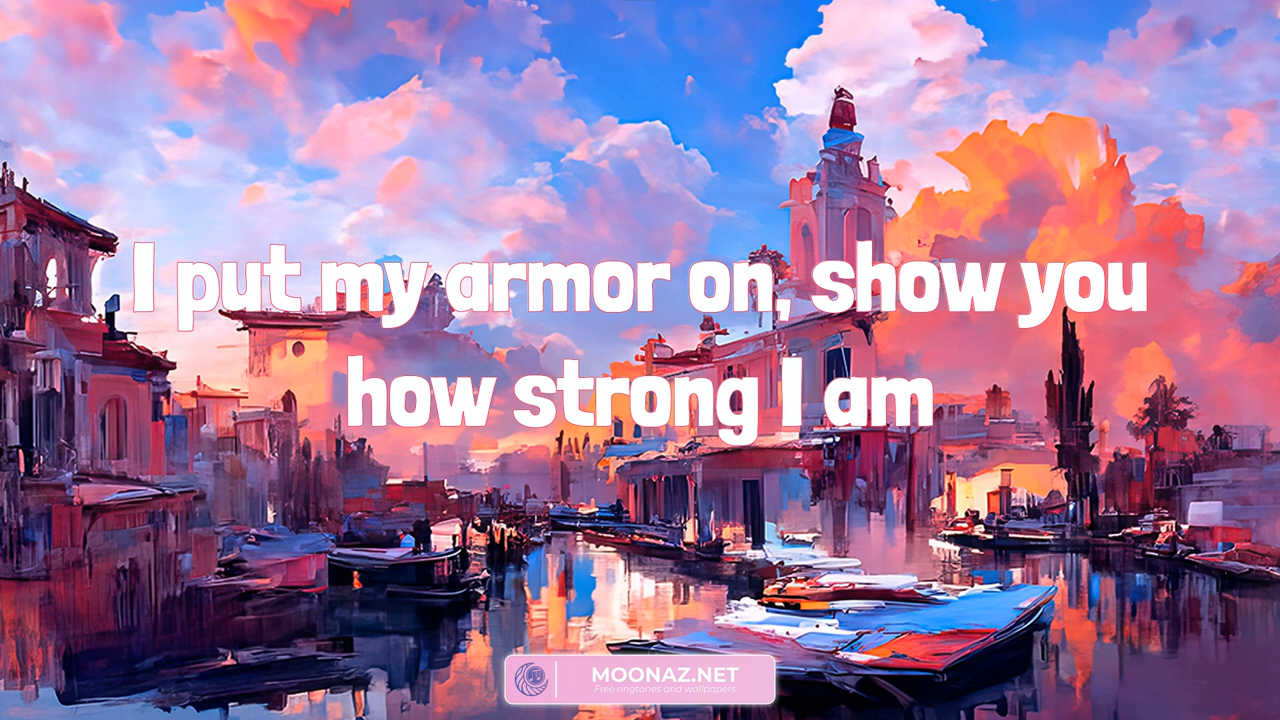 I put my armor on, show you
how strong I am
MOONAZ.NET
Free ringtones and wallpapers